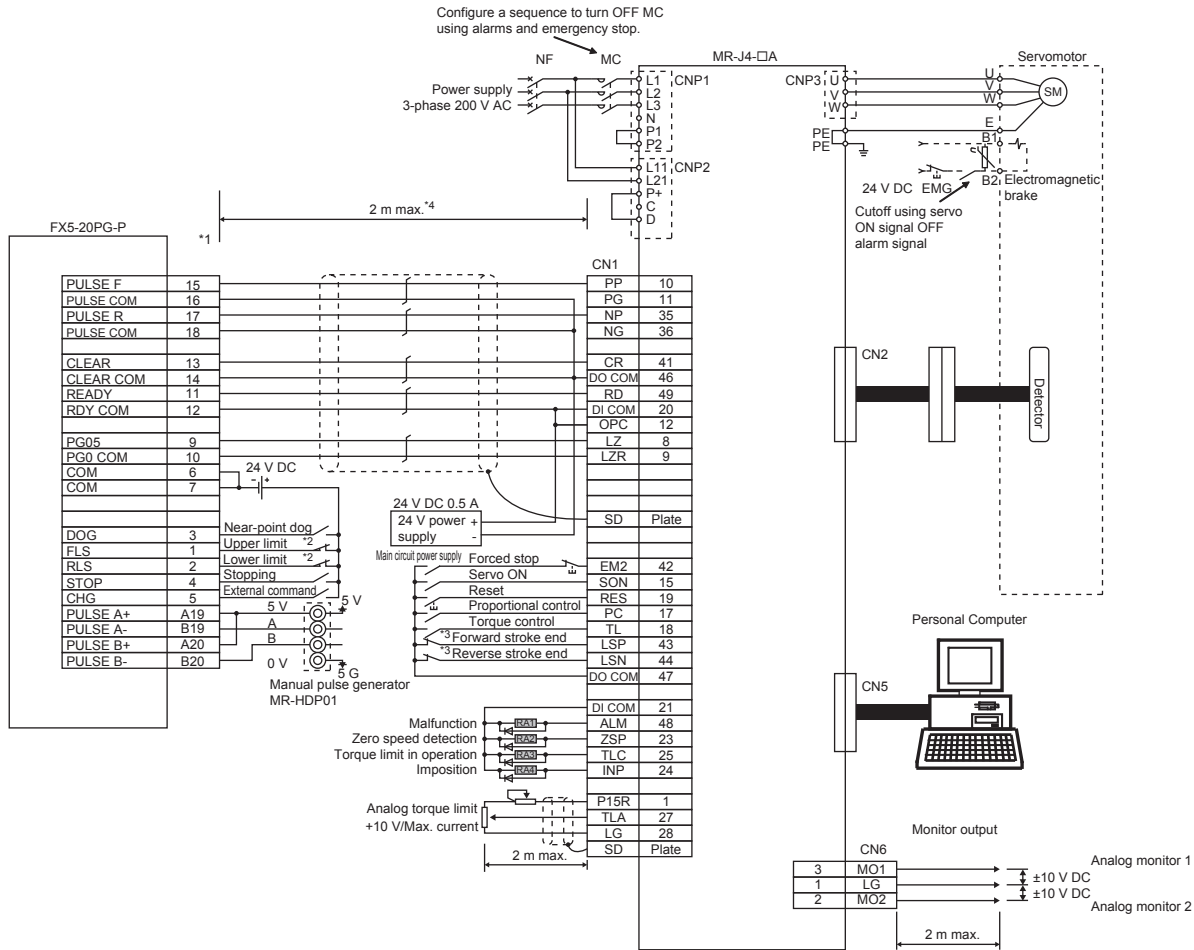 Configure a sequence to turn OFF MC
using alarms and emergency stop.
NF MC MR-J4-□A Servomotor
Power supply
3-phase 200 V AC
L1 CNP1
L2
L3
N
P1
P2
L11 CNP2
L21
P+
C
D
CNP3 U
V
W
PE
PE
U
V
W
SM
E
B1
B2 Electromagnetic
brake
24 V DC EMG
Cutoff using servo
ON signal OFF
alarm signal
FX5-20PG-P
*1
2 m max.*4
CN1
PULSE F 15 PP 10
PULSE COM 16 PG 11
PULSE R 17 NP 35
PULSE COM 18 NG 36
CLEAR 13 CR 41
CLEAR COM 14 DO COM 46
READY 11 RD 49
RDY COM 12 DI COM 20
OPC 12
PG05 9 LZ 8
PG0 COM 10 LZR 9
COM 6
COM 7
24 V DC
- +
24 V DC 0.5 A
24 V power +
supply -
SD Plate
DOG 3 Near-point dog
FLS 1 Upper limit *2
RLS 2 Lower limit *2
STOP 4 Stopping
CHG 5 External command
PULSE A+ A19 5 V 5 V
PULSE A- B19 A
PULSE B+ A20 B
PULSE B- B20 0 V 5 G
Manual pulse generator
MR-HDP01
Main circuit power supply
Forced stop EM2 42
Servo ON SON 15
Reset RES 19
Proportional control PC 17
Torque control TL 18
*3 Forward stroke end LSP 43
*3 Reverse stroke end LSN 44
DO COM 47
DI COM 21
Malfunction RA1 ALM 48
Zero speed detection RA2 ZSP 23
Torque limit in operation RA3 TLC 25
Imposition RA4 INP 24
Analog torque limit
+10 V/Max. current
P15R 1
TLA 27
LG 28
SD Plate
2 m max.
CN2
Detector
Personal Computer
CN5
Monitor output
CN6
3 MO1 Analog monitor 1
±10 V DC
1 LG
±10 V DC
2 MO2 Analog monitor 2
2 m max.